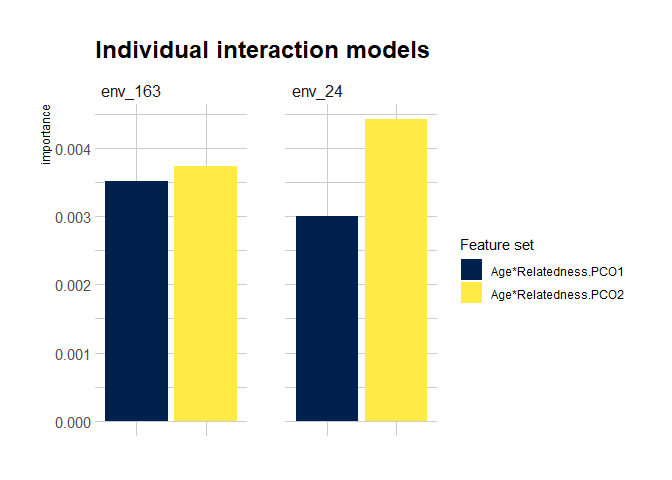 Individual interaction models
env_163
env_24
importance
0.004
0.003
0.002
0.001
0.000
Feature set
Age*Relatedness.PCO1
Age*Relatedness.PCO2